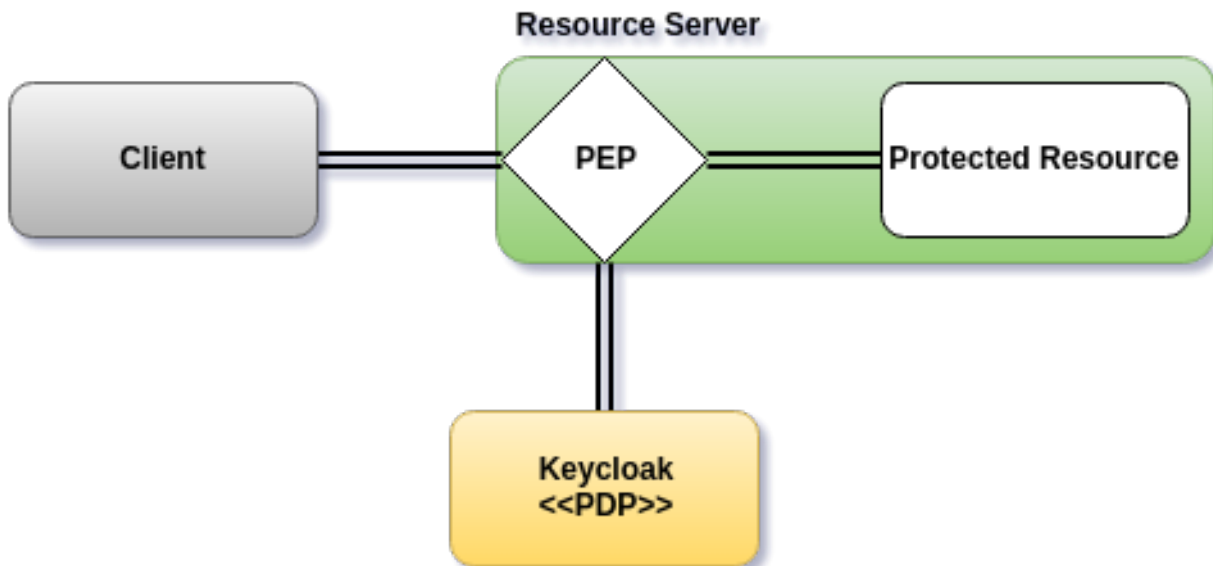 Resource Server
Client
PEP
Protected Resource
Keycloak
<<PDP>>